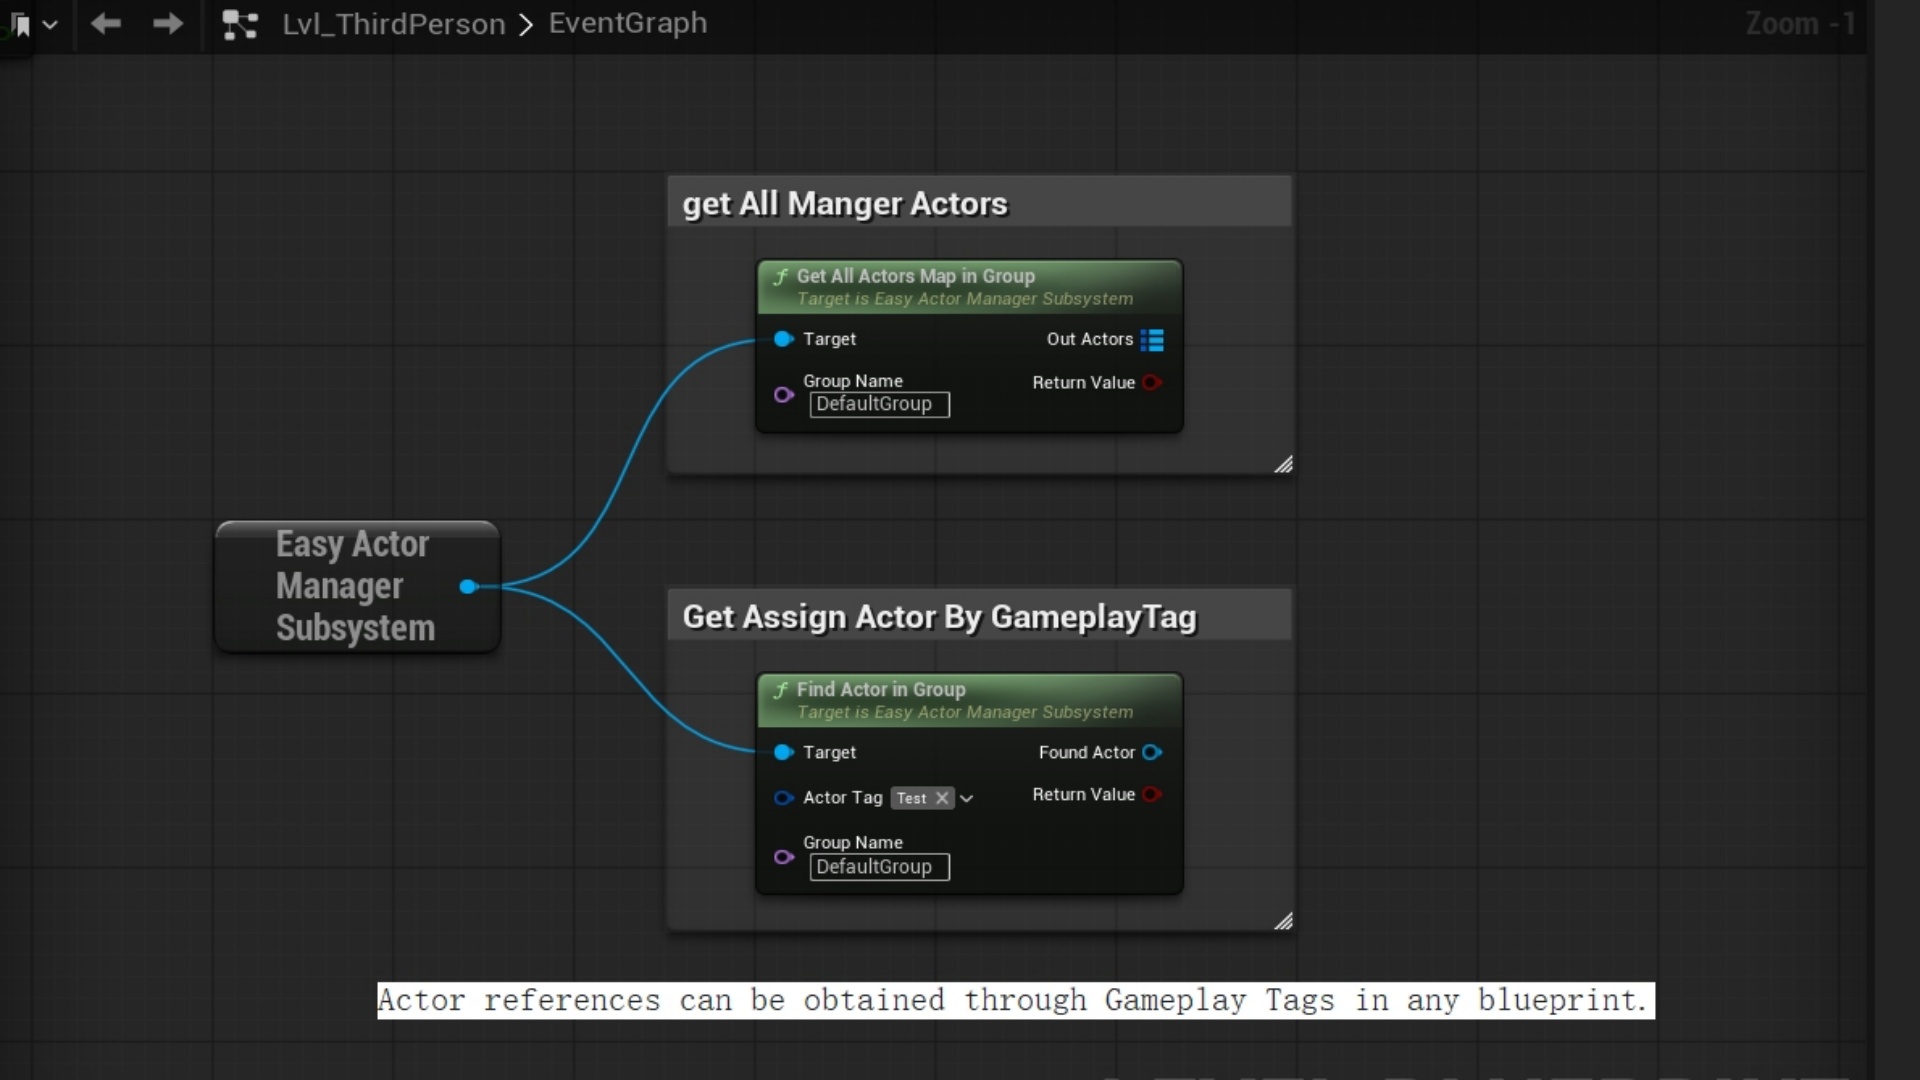 Lvl_ThirdPerson > EventGraph
Zoom -1
get All Manger Actors
Get All Actors Map in Group
Target is Easy Actor Manager Subsystem
Target
Out Actors
Group Name
Return Value
DefaultGroup
Easy Actor
Manager
Subsystem
Get Assign Actor By GameplayTag
Find Actor in Group
Target is Easy Actor Manager Subsystem
Target
Found Actor
Actor Tag Test
Return Value
Group Name
DefaultGroup
Actor references can be obtained through Gameplay Tags in any blueprint.